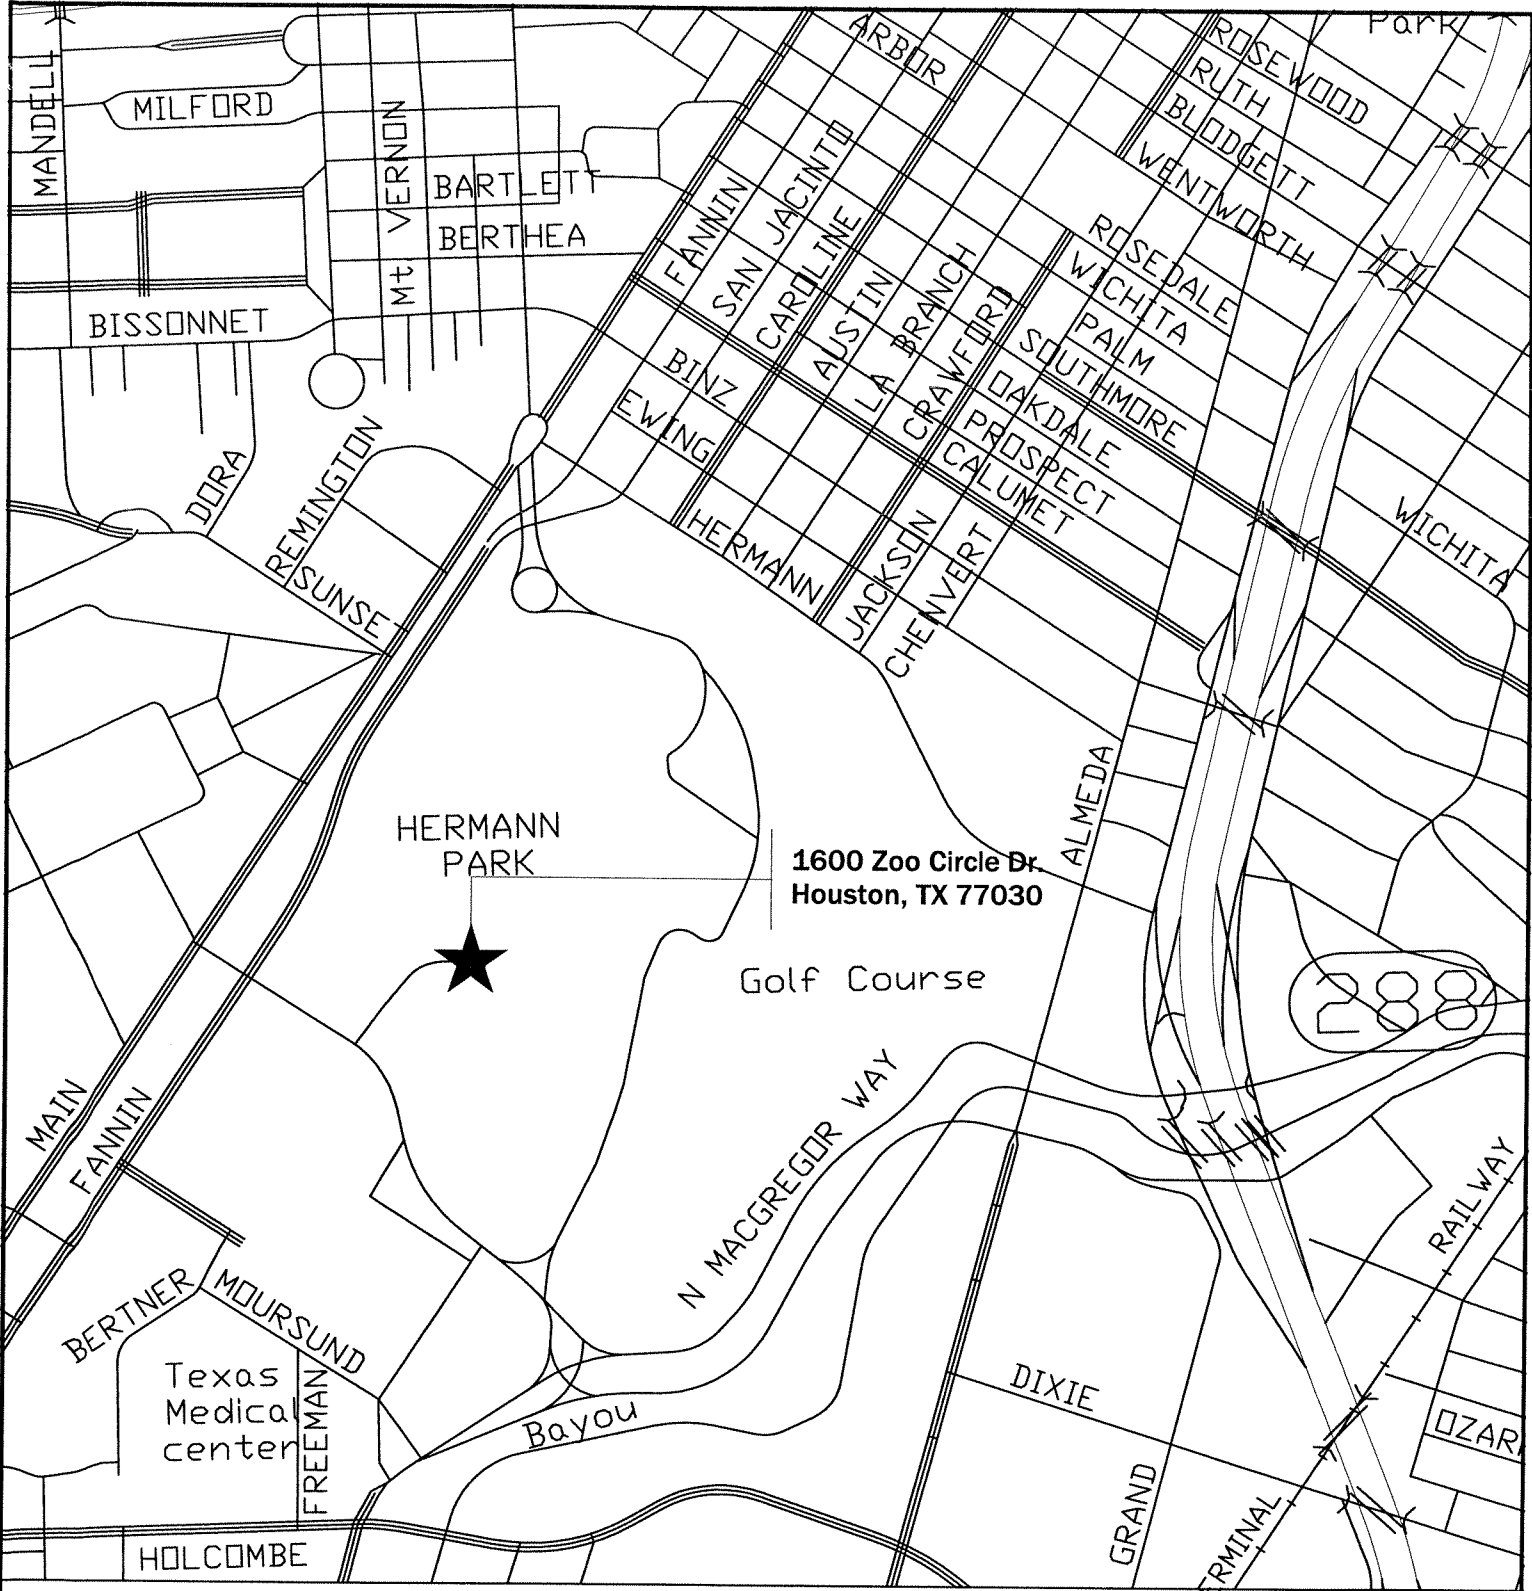 Park
MANDELL
MILFORD
Mt VERNON
BARTLETT
BERTHEA
BISSONNET
ARBOR
ROSEWOOD
RUTH
BLODGETT
WENTWORTH
ROSEDALE
WICHITA
PALM
SOUTHMORE
OAKDALE
PROSPECT
CALUMET
FANNIN
SAN JACINTO
CAROLINE
AUSTIN
LA BRANCH
CRAWFORD
BINZ
EWING
HERMANN
JACKSON
CHENVERT
WICHITA
DORA
REMINGTON
SUNSE
ALMEDA
HERMANN
PARK
1600 Zoo Circle Dr.
Houston, TX 77030
Golf Course
288
MAIN
FANNIN
N MACGREGOR WAY
RAILWAY
BERTNER
MOURSUND
Texas
Medical
center
FREEMAN
Bayou
DIXIE
OZAR
GRAND
ERMINAL
HOLCOMBE